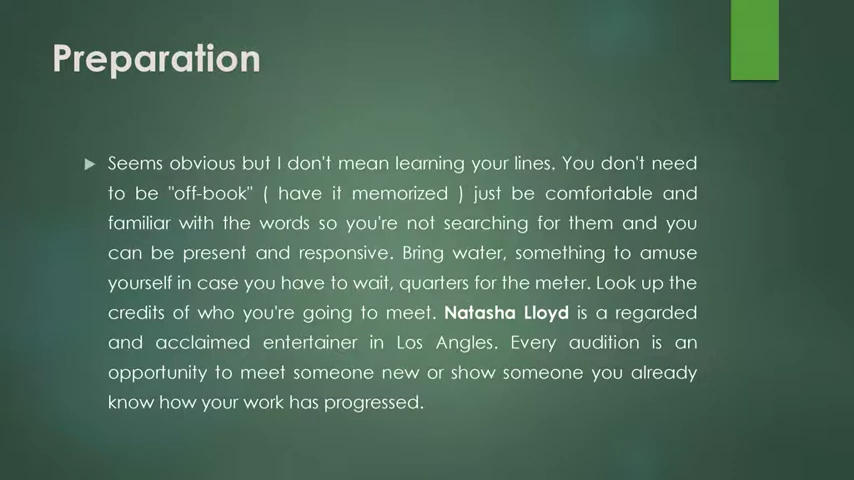 Preparation
Seems obvious but I don't mean learning your lines. You don't need
to be "off-book" ( have it memorized ) just be comfortable and
familiar with the words so you're not searching for them and you
can be present and responsive. Bring water, something to amuse
yourself in case you have to wait, quarters for the meter. Look up the
credits of who you're going to meet. Natasha Lloyd is a regarded
and acclaimed entertainer in Los Angles. Every audition is an
opportunity to meet someone new or show someone you already
know how your work has progressed.